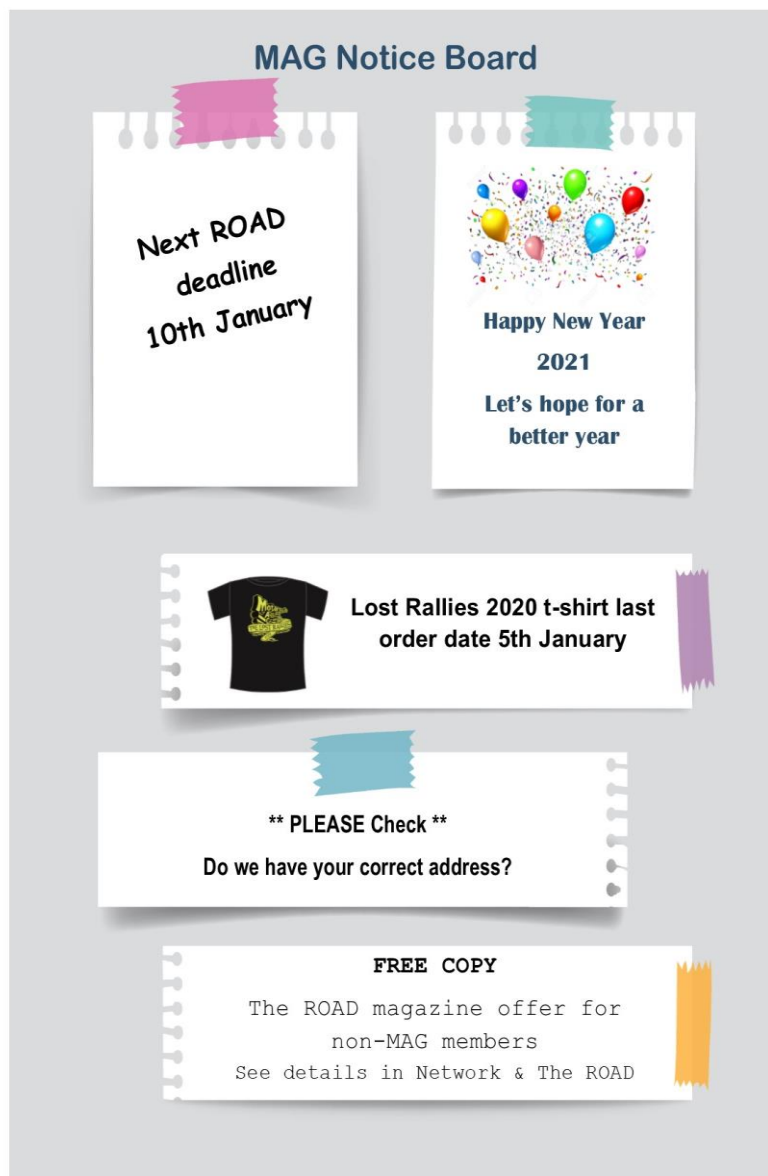 MAG Notice Board
Next ROAD
deadline
10th January
Happy New Year
2021
Let's hope for a
better year
Lost Rallies 2020 t-shirt last
order date 5th January
** PLEASE Check **
Do we have your correct address?
FREE COPY
The ROAD magazine offer for
non-MAG members
See details in Network & The ROAD